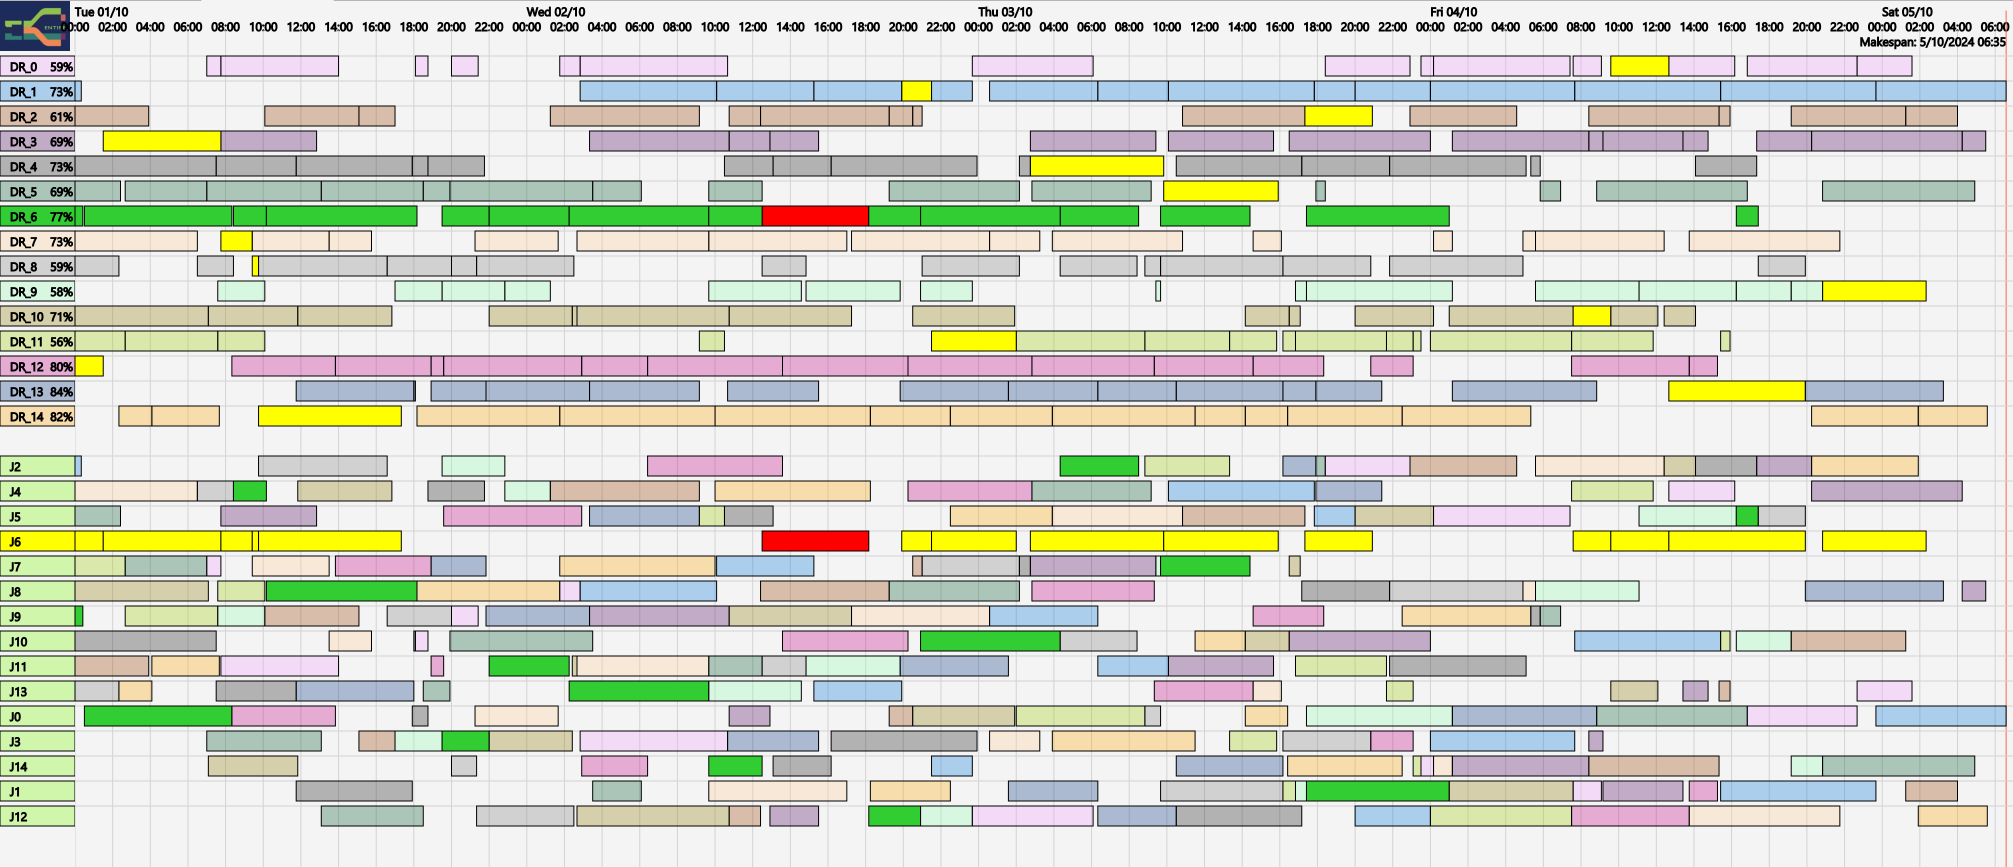 Tue 01/10 Wed 02/10 Thu 03/10 Fri 04/10 Sat 05/10
0:00 02:00 04:00 06:00 08:00 10:00 12:00 14:00 16:00 18:00 20:00 22:00 00:00 02:00 04:00 06:00 08:00 10:00 12:00 14:00 16:00 18:00 20:00 22:00 00:00 02:00 04:00 06:00 08:00 10:00 12:00 14:00 16:00 18:00 20:00 22:00 00:00 02:00 04:00 06:00 08:00 10:00 12:00 14:00 16:00 18:00 20:00 22:00 00:00 02:00 04:00 06:00
Makespan: 5/10/2024 06:35
DR_0 59%
DR_1 73%
DR_2 61%
DR_3 69%
DR_4 73%
DR_5 69%
DR_6 77%
DR_7 73%
DR_8 59%
DR_9 58%
DR_10 71%
DR_11 56%
DR_12 80%
DR_13 84%
DR_14 82%
J2
J4
J5
J6
J7
J8
J9
J10
J11
J13
J0
J3
J14
J1
J12